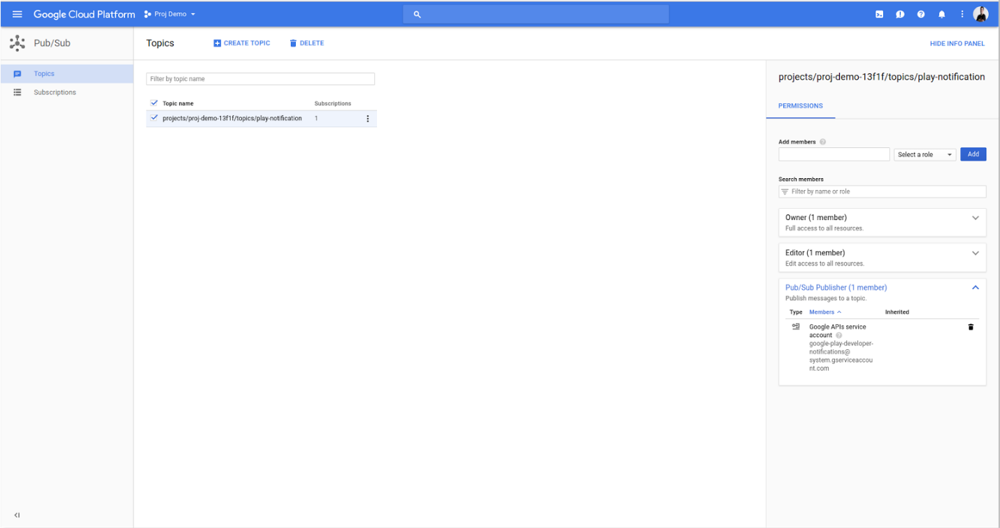 Google Cloud Platform Proj Demo
Pub/Sub
Topics
Subscriptions
Topics CREATE TOPIC DELETE HIDE INFO PANEL
Filter by topic name
Topic name Subscriptions
projects/proj-demo-13f1f/topics/play-notification 1
projects/proj-demo-13f1f/topics/play-notification
PERMISSIONS
Add members
Select a role Add
Search members
Filter by name or role
Owner (1 member)
Full access to all resources.
Editor (1 member)
Edit access to all resources.
Pub/Sub Publisher (1 member)
Publish messages to a topic.
Type Members Inherited
Google APIs service
account
google-play-developer-
notifications@
system.gserviceaccou
nt.com